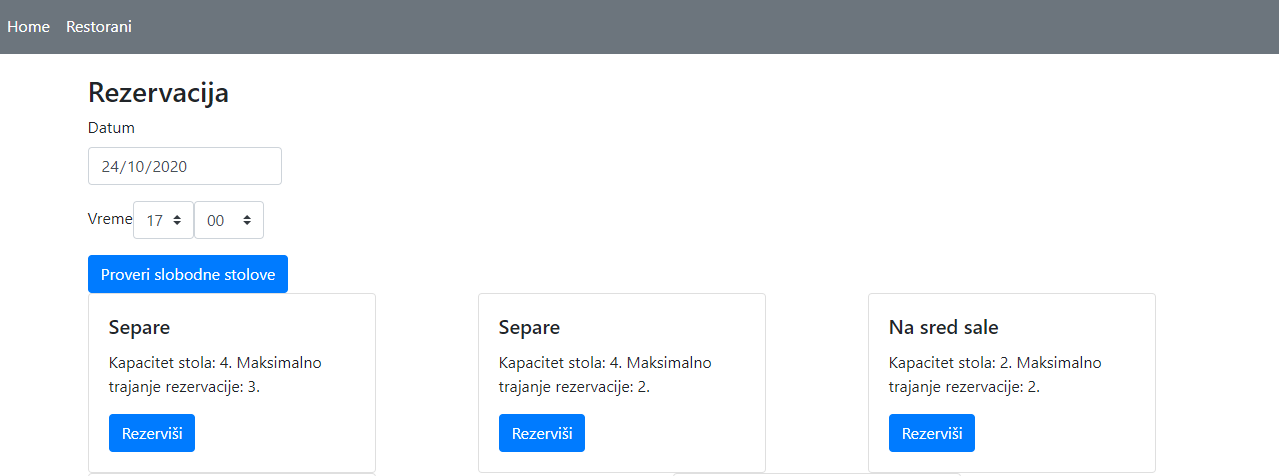 Home Restorani
Rezervacija
Datum
24/10/2020
Vreme 17 00
Proveri slobodne stolove
Separe
Kapacitet stola: 4. Maksimalno
trajanje rezervacije: 3.
Rezerviši
Separe
Kapacitet stola: 4. Maksimalno
trajanje rezervacije: 2.
Rezerviši
Na sred sale
Kapacitet stola: 2. Maksimalno
trajanje rezervacije: 2.
Rezerviši